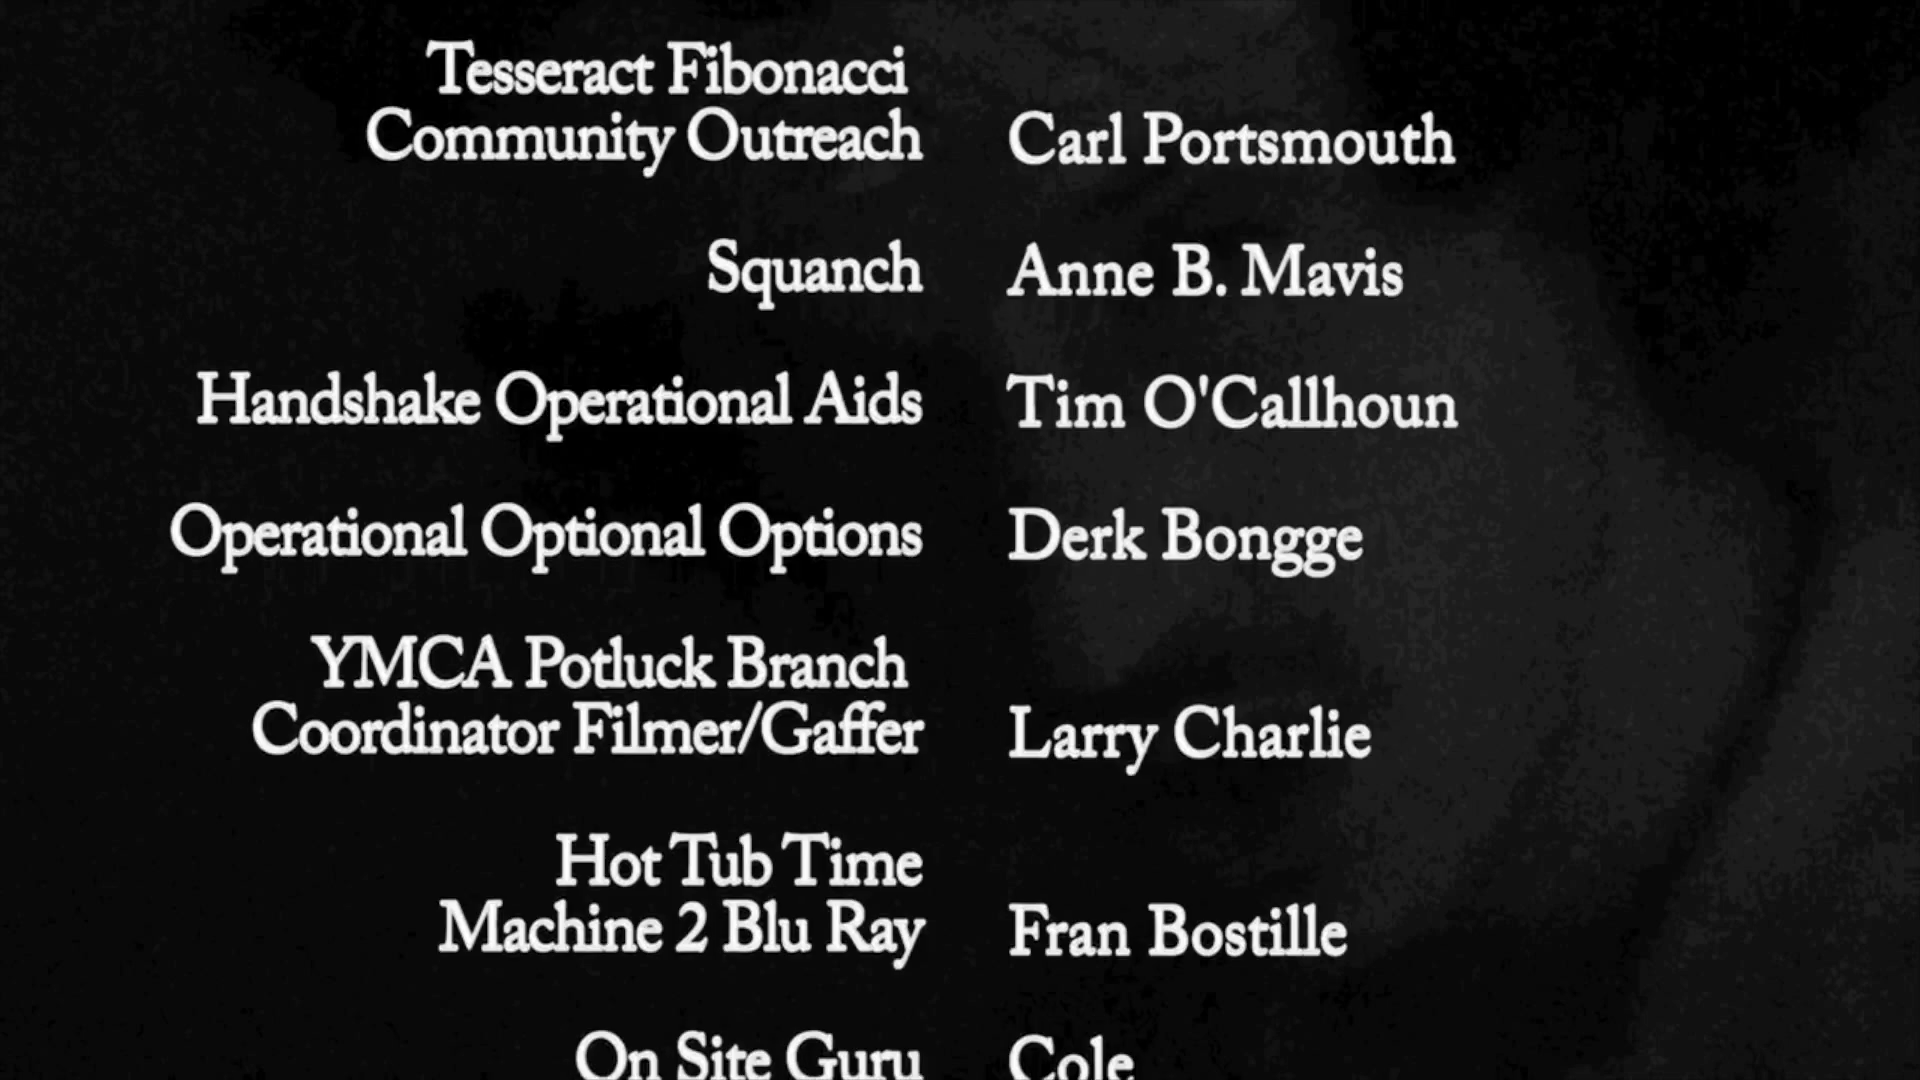 Tesseract Fibonacci
Community Outreach Carl Portsmouth
Squanch Anne B. Mavis
Handshake Operational Aids Tim O'Callhoun
Operational Optional Options Derk Bongge
YMCA Potluck Branch
Coordinator Filmer/Gaffer Larry Charlie
Hot Tub Time
Machine 2 Blu Ray Fran Bostille
On Site Guru Cole